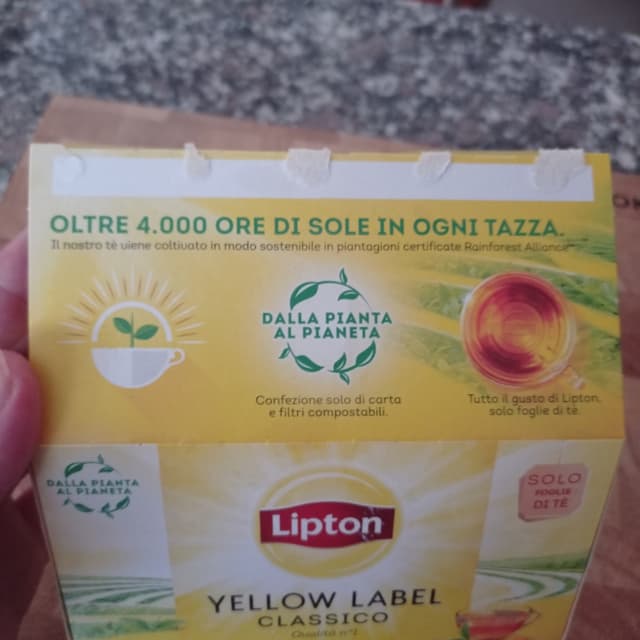 OLTRE 4.000 ORE DI SOLE IN OGNI TAZZA.
Il nostro tè viene coltivato in modo sostenibile in piantagioni certificate Rainforest Alliance
DALLA PIANTA
AL PIANETA
Confezione solo di carta
e filtri compostabili.
Tutto il gusto di Lipton,
solo foglie di tè.
DALLA PIANTA
AL PIANETA
Lipton
SOLO
FOGLIE
DI TÈ
YELLOW LABEL
CLASSICO
Qualità n°1